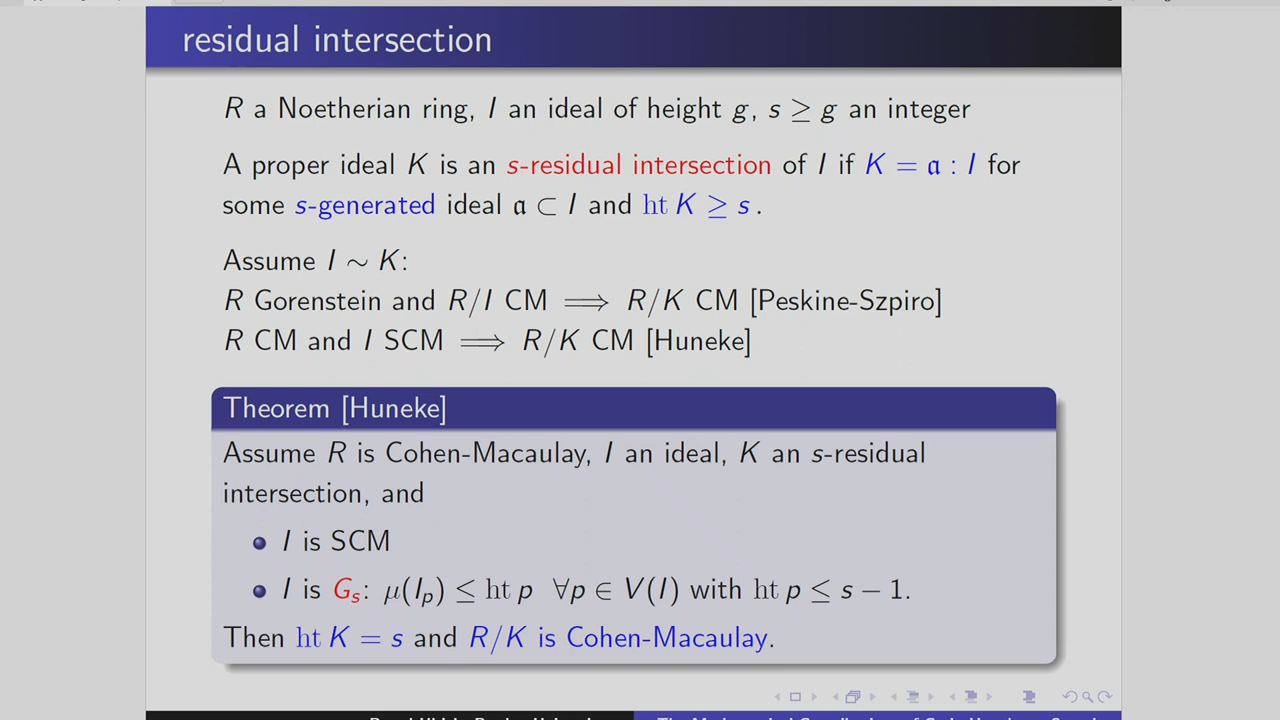 residual intersection
R a Noetherian ring, I an ideal of height g, s ≥ g an integer
A proper ideal K is an s-residual intersection of I if K = 𝔞 : I for
some s-generated ideal 𝔞 ⊂ I and ht K ≥ s.
Assume I ∼ K:
R Gorenstein and R/I CM ⟹ R/K CM [Peskine-Szpiro]
R CM and I SCM ⟹ R/K CM [Huneke]
Theorem [Huneke]
Assume R is Cohen-Macaulay, I an ideal, K an s-residual
intersection, and
• I is SCM
• I is G_s: μ(I_p) ≤ ht p ∀p ∈ V(I) with ht p ≤ s − 1.
Then ht K = s and R/K is Cohen-Macaulay.